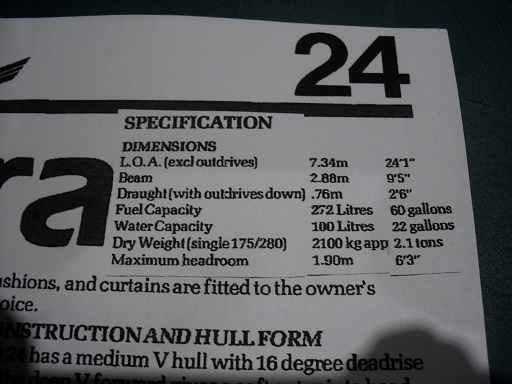 24
ra
SPECIFICATION
DIMENSIONS
L.O.A. (excl outdrives) 7.34m 24'1"
Beam 2.88m 9'5"
Draught (with outdrives down) .76m 2'6"
Fuel Capacity 272 Litres 60 gallons
Water Capacity 100 Litres 22 gallons
Dry Weight (single 175/280) 2100 kg app 2.1 tons
Maximum headroom 1.90m 6'3"
shions, and curtains are fitted to the owner's
oice.
NSTRUCTION AND HULL FORM
24 has a medium V hull with 16 degree deadrise